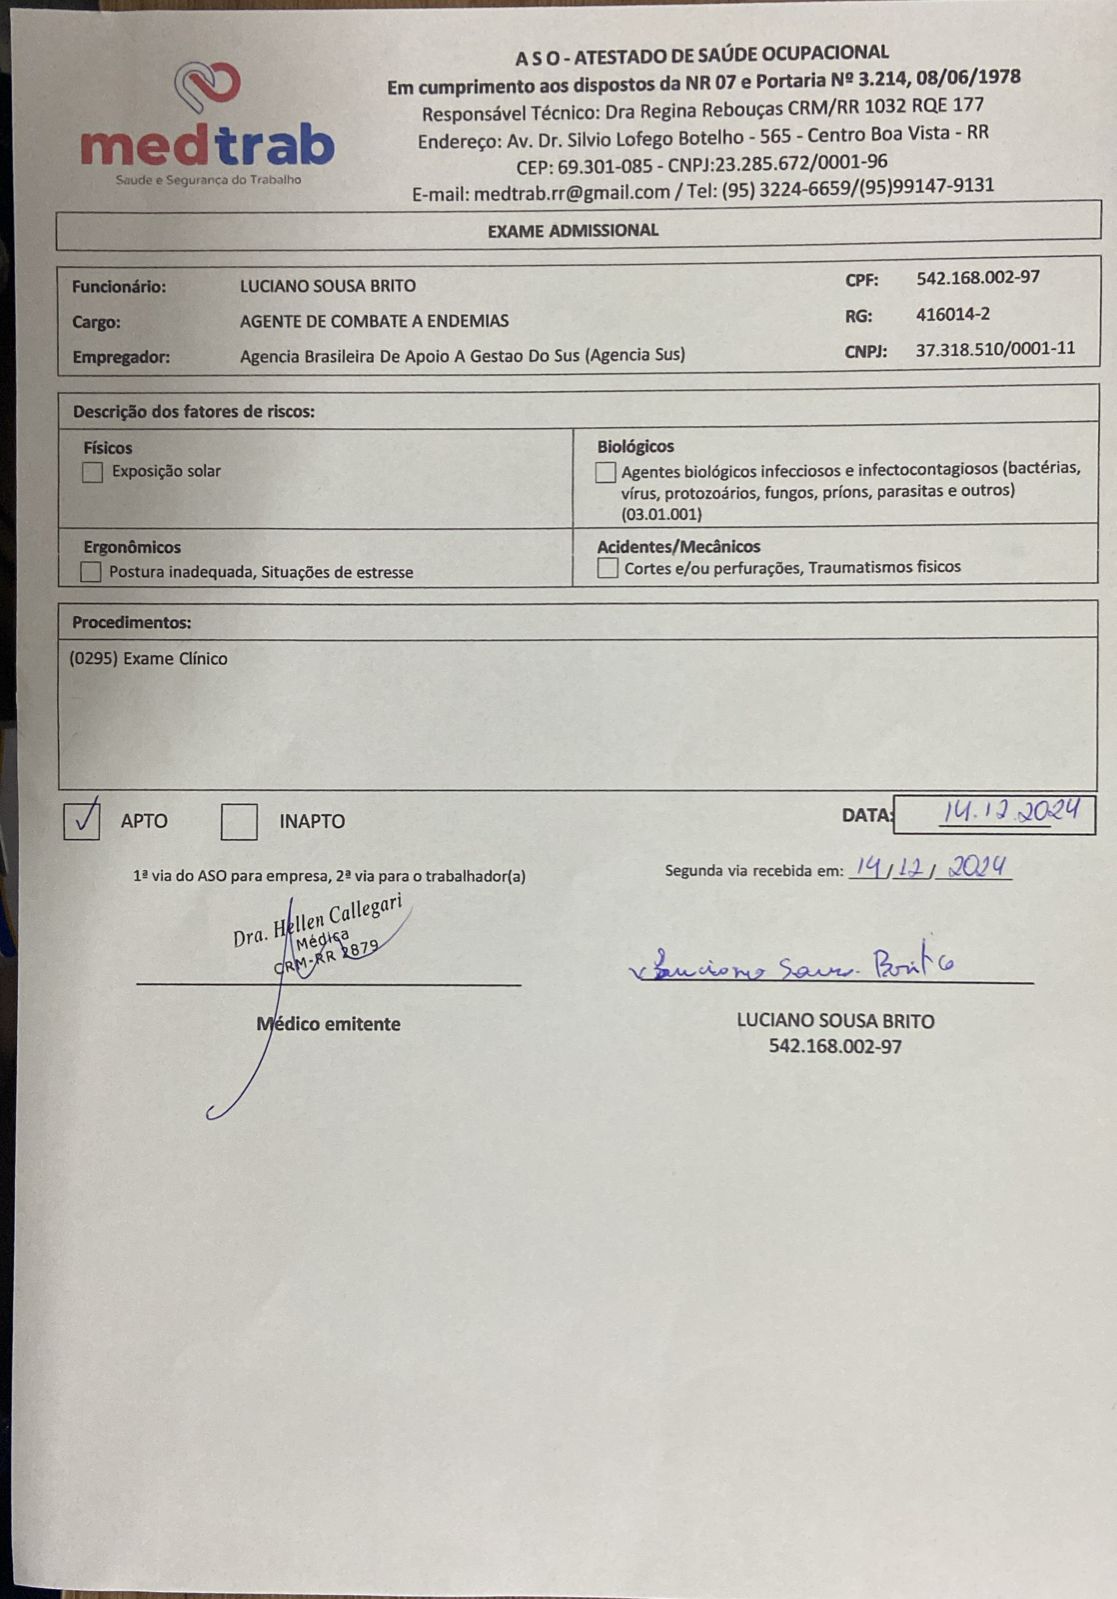 medtrab
Saude e Segurança do Trabalho
A S O - ATESTADO DE SAÚDE OCUPACIONAL
Em cumprimento aos dispostos da NR 07 e Portaria Nº 3.214, 08/06/1978
Responsável Técnico: Dra Regina Rebouças CRM/RR 1032 RQE 177
Endereço: Av. Dr. Silvio Lofego Botelho - 565 - Centro Boa Vista - RR
CEP: 69.301-085 - CNPJ:23.285.672/0001-96
E-mail: medtrab.rr@gmail.com / Tel: (95) 3224-6659/(95)99147-9131
EXAME ADMISSIONAL
Funcionário: LUCIANO SOUSA BRITO CPF: 542.168.002-97
Cargo: AGENTE DE COMBATE A ENDEMIAS RG: 416014-2
Empregador: Agencia Brasileira De Apoio A Gestao Do Sus (Agencia Sus) CNPJ: 37.318.510/0001-11
Descrição dos fatores de riscos:
Físicos
Exposição solar
Biológicos
Agentes biológicos infecciosos e infectocontagiosos (bactérias,
vírus, protozoários, fungos, príons, parasitas e outros)
(03.01.001)
Ergonômicos
Postura inadequada, Situações de estresse
Acidentes/Mecânicos
Cortes e/ou perfurações, Traumatismos fisicos
Procedimentos:
(0295) Exame Clínico
APTO INAPTO DATA: 14.12.2024
1ª via do ASO para empresa, 2ª via para o trabalhador(a)
Segunda via recebida em: 14/12/2024
Dra. Hellen Callegari
Médica
CRM-RR 2879
Médico emitente
Luciano Sousa Brito
LUCIANO SOUSA BRITO
542.168.002-97